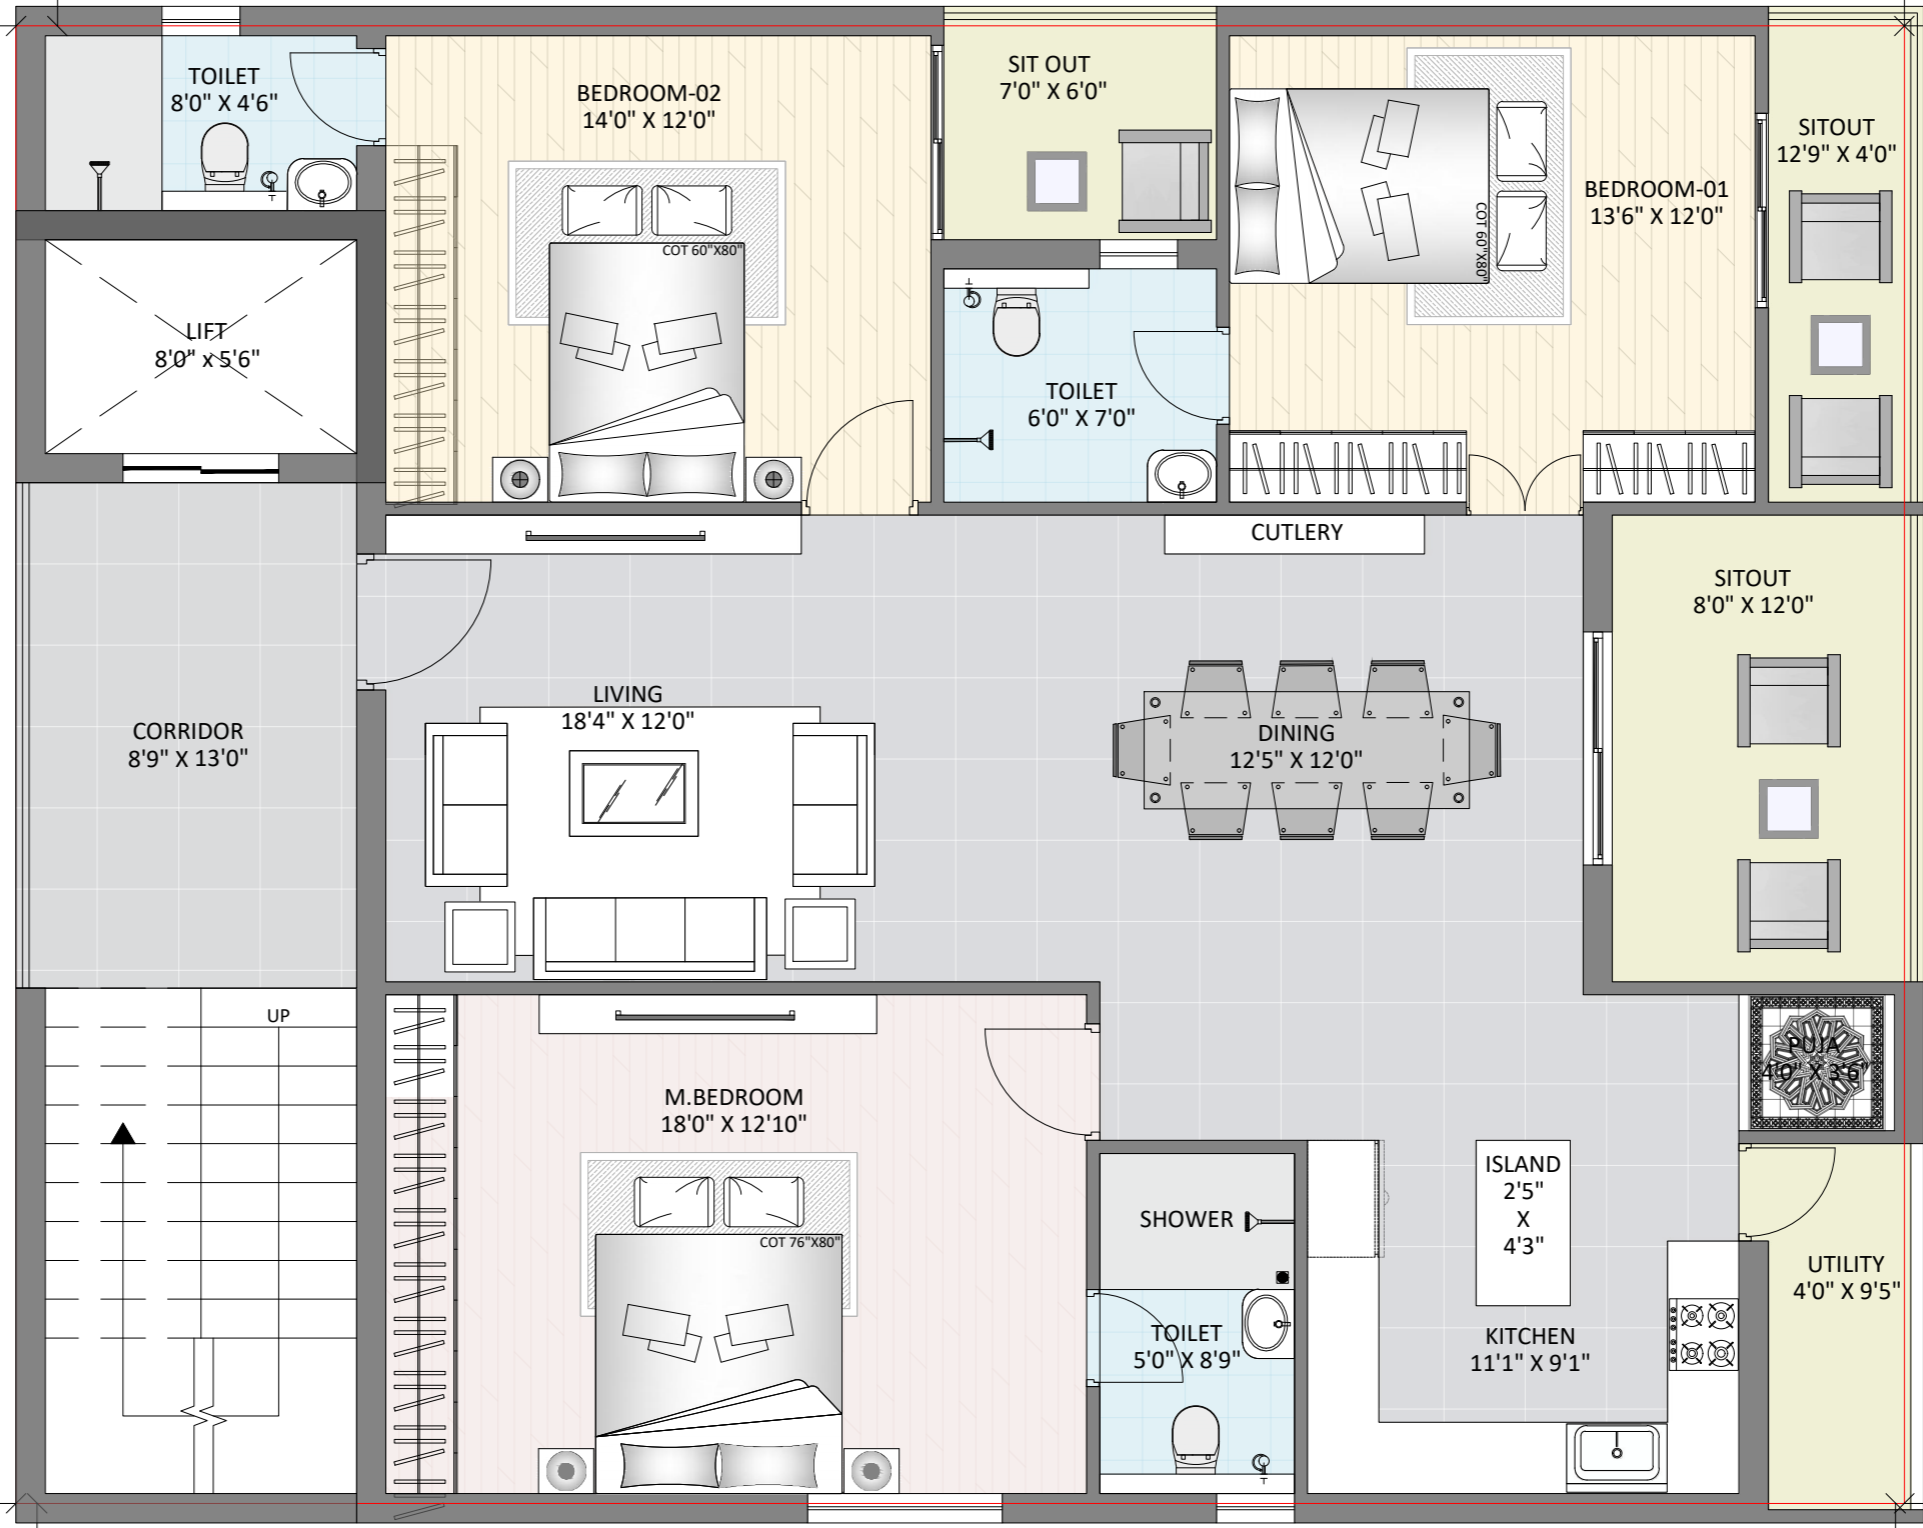 TOILET
8'0" X 4'6"
BEDROOM-02
14'0" X 12'0"
COT 60"X80"
SIT OUT
7'0" X 6'0"
COT 60"X80"
BEDROOM-01
13'6" X 12'0"
SITOUT
12'9" X 4'0"
LIFT
8'0" x 5'6"
TOILET
6'0" X 7'0"
CUTLERY
SITOUT
8'0" X 12'0"
CORRIDOR
8'9" X 13'0"
LIVING
18'4" X 12'0"
DINING
12'5" X 12'0"
UP
PUJA
4'0" X 3'6"
M.BEDROOM
18'0" X 12'10"
COT 76"X80"
SHOWER
TOILET
5'0" X 8'9"
ISLAND
2'5"
X
4'3"
KITCHEN
11'1" X 9'1"
UTILITY
4'0" X 9'5"